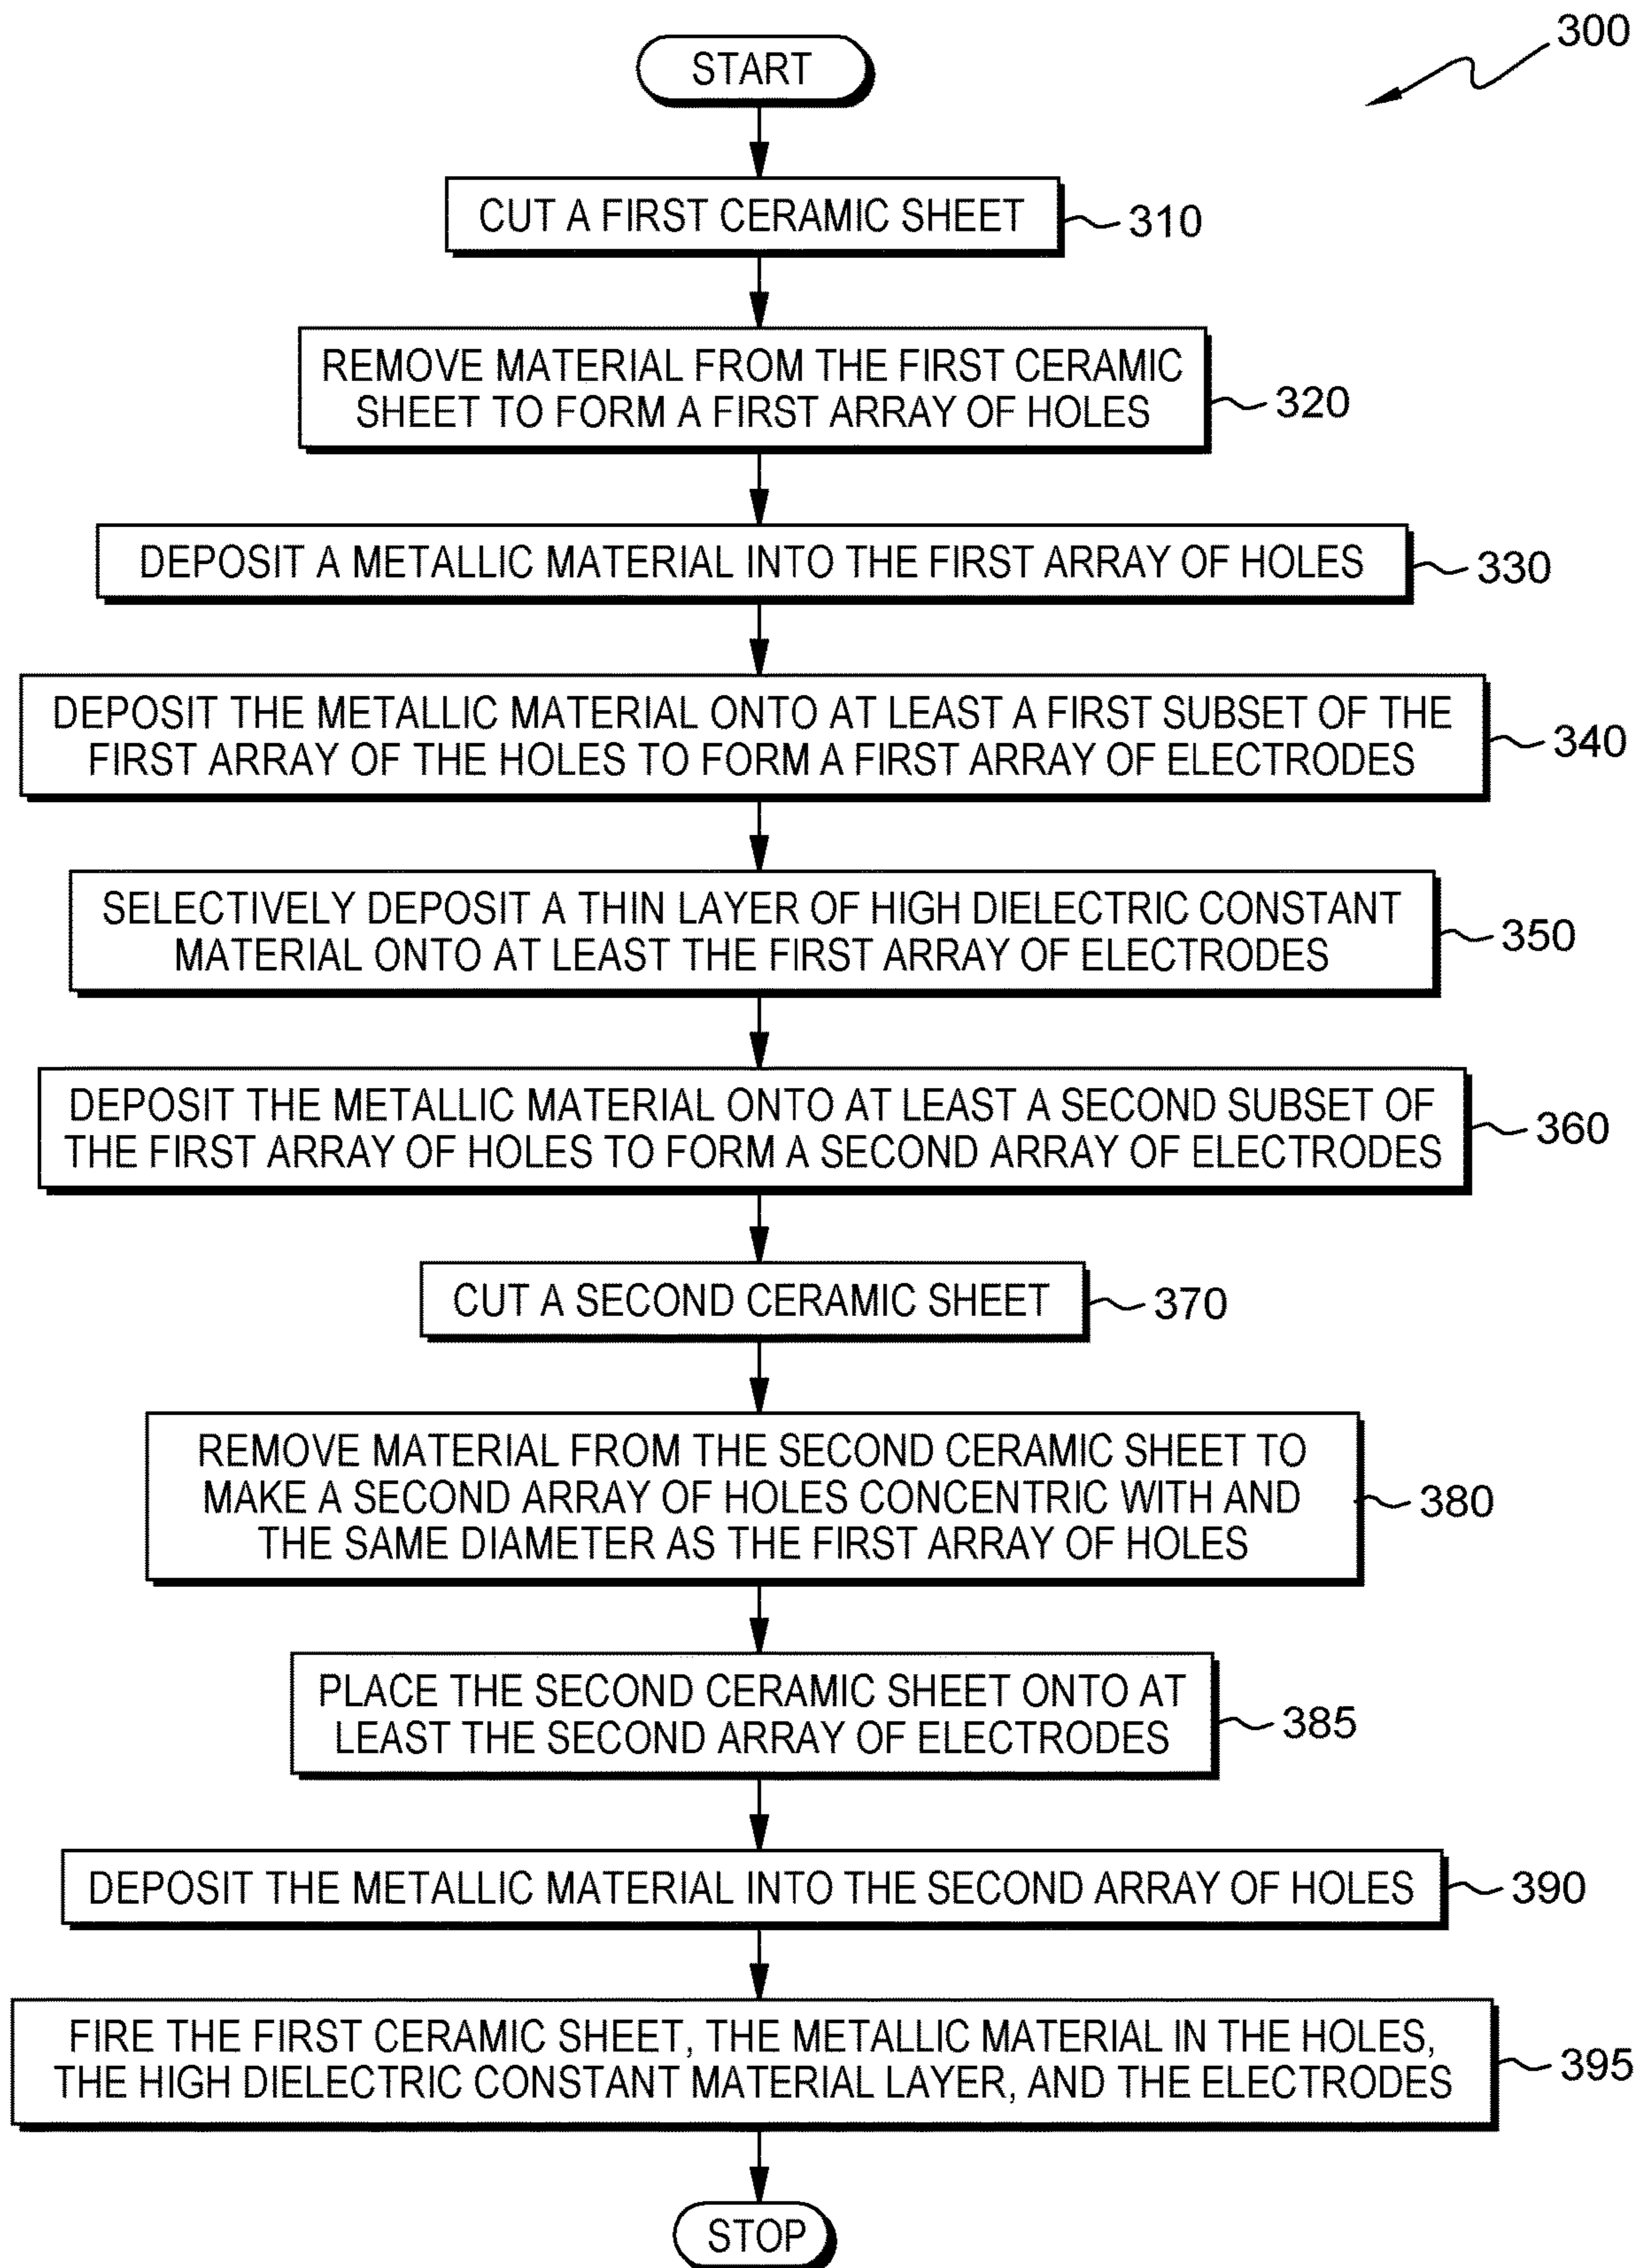 300
START
CUT A FIRST CERAMIC SHEET
310
REMOVE MATERIAL FROM THE FIRST CERAMIC
SHEET TO FORM A FIRST ARRAY OF HOLES
320
DEPOSIT A METALLIC MATERIAL INTO THE FIRST ARRAY OF HOLES
330
DEPOSIT THE METALLIC MATERIAL ONTO AT LEAST A FIRST SUBSET OF THE
FIRST ARRAY OF THE HOLES TO FORM A FIRST ARRAY OF ELECTRODES
340
SELECTIVELY DEPOSIT A THIN LAYER OF HIGH DIELECTRIC CONSTANT
MATERIAL ONTO AT LEAST THE FIRST ARRAY OF ELECTRODES
350
DEPOSIT THE METALLIC MATERIAL ONTO AT LEAST A SECOND SUBSET OF
THE FIRST ARRAY OF HOLES TO FORM A SECOND ARRAY OF ELECTRODES
360
CUT A SECOND CERAMIC SHEET
370
REMOVE MATERIAL FROM THE SECOND CERAMIC SHEET TO
MAKE A SECOND ARRAY OF HOLES CONCENTRIC WITH AND
THE SAME DIAMETER AS THE FIRST ARRAY OF HOLES
380
PLACE THE SECOND CERAMIC SHEET ONTO AT
LEAST THE SECOND ARRAY OF ELECTRODES
385
DEPOSIT THE METALLIC MATERIAL INTO THE SECOND ARRAY OF HOLES
390
FIRE THE FIRST CERAMIC SHEET, THE METALLIC MATERIAL IN THE HOLES,
THE HIGH DIELECTRIC CONSTANT MATERIAL LAYER, AND THE ELECTRODES
395
STOP